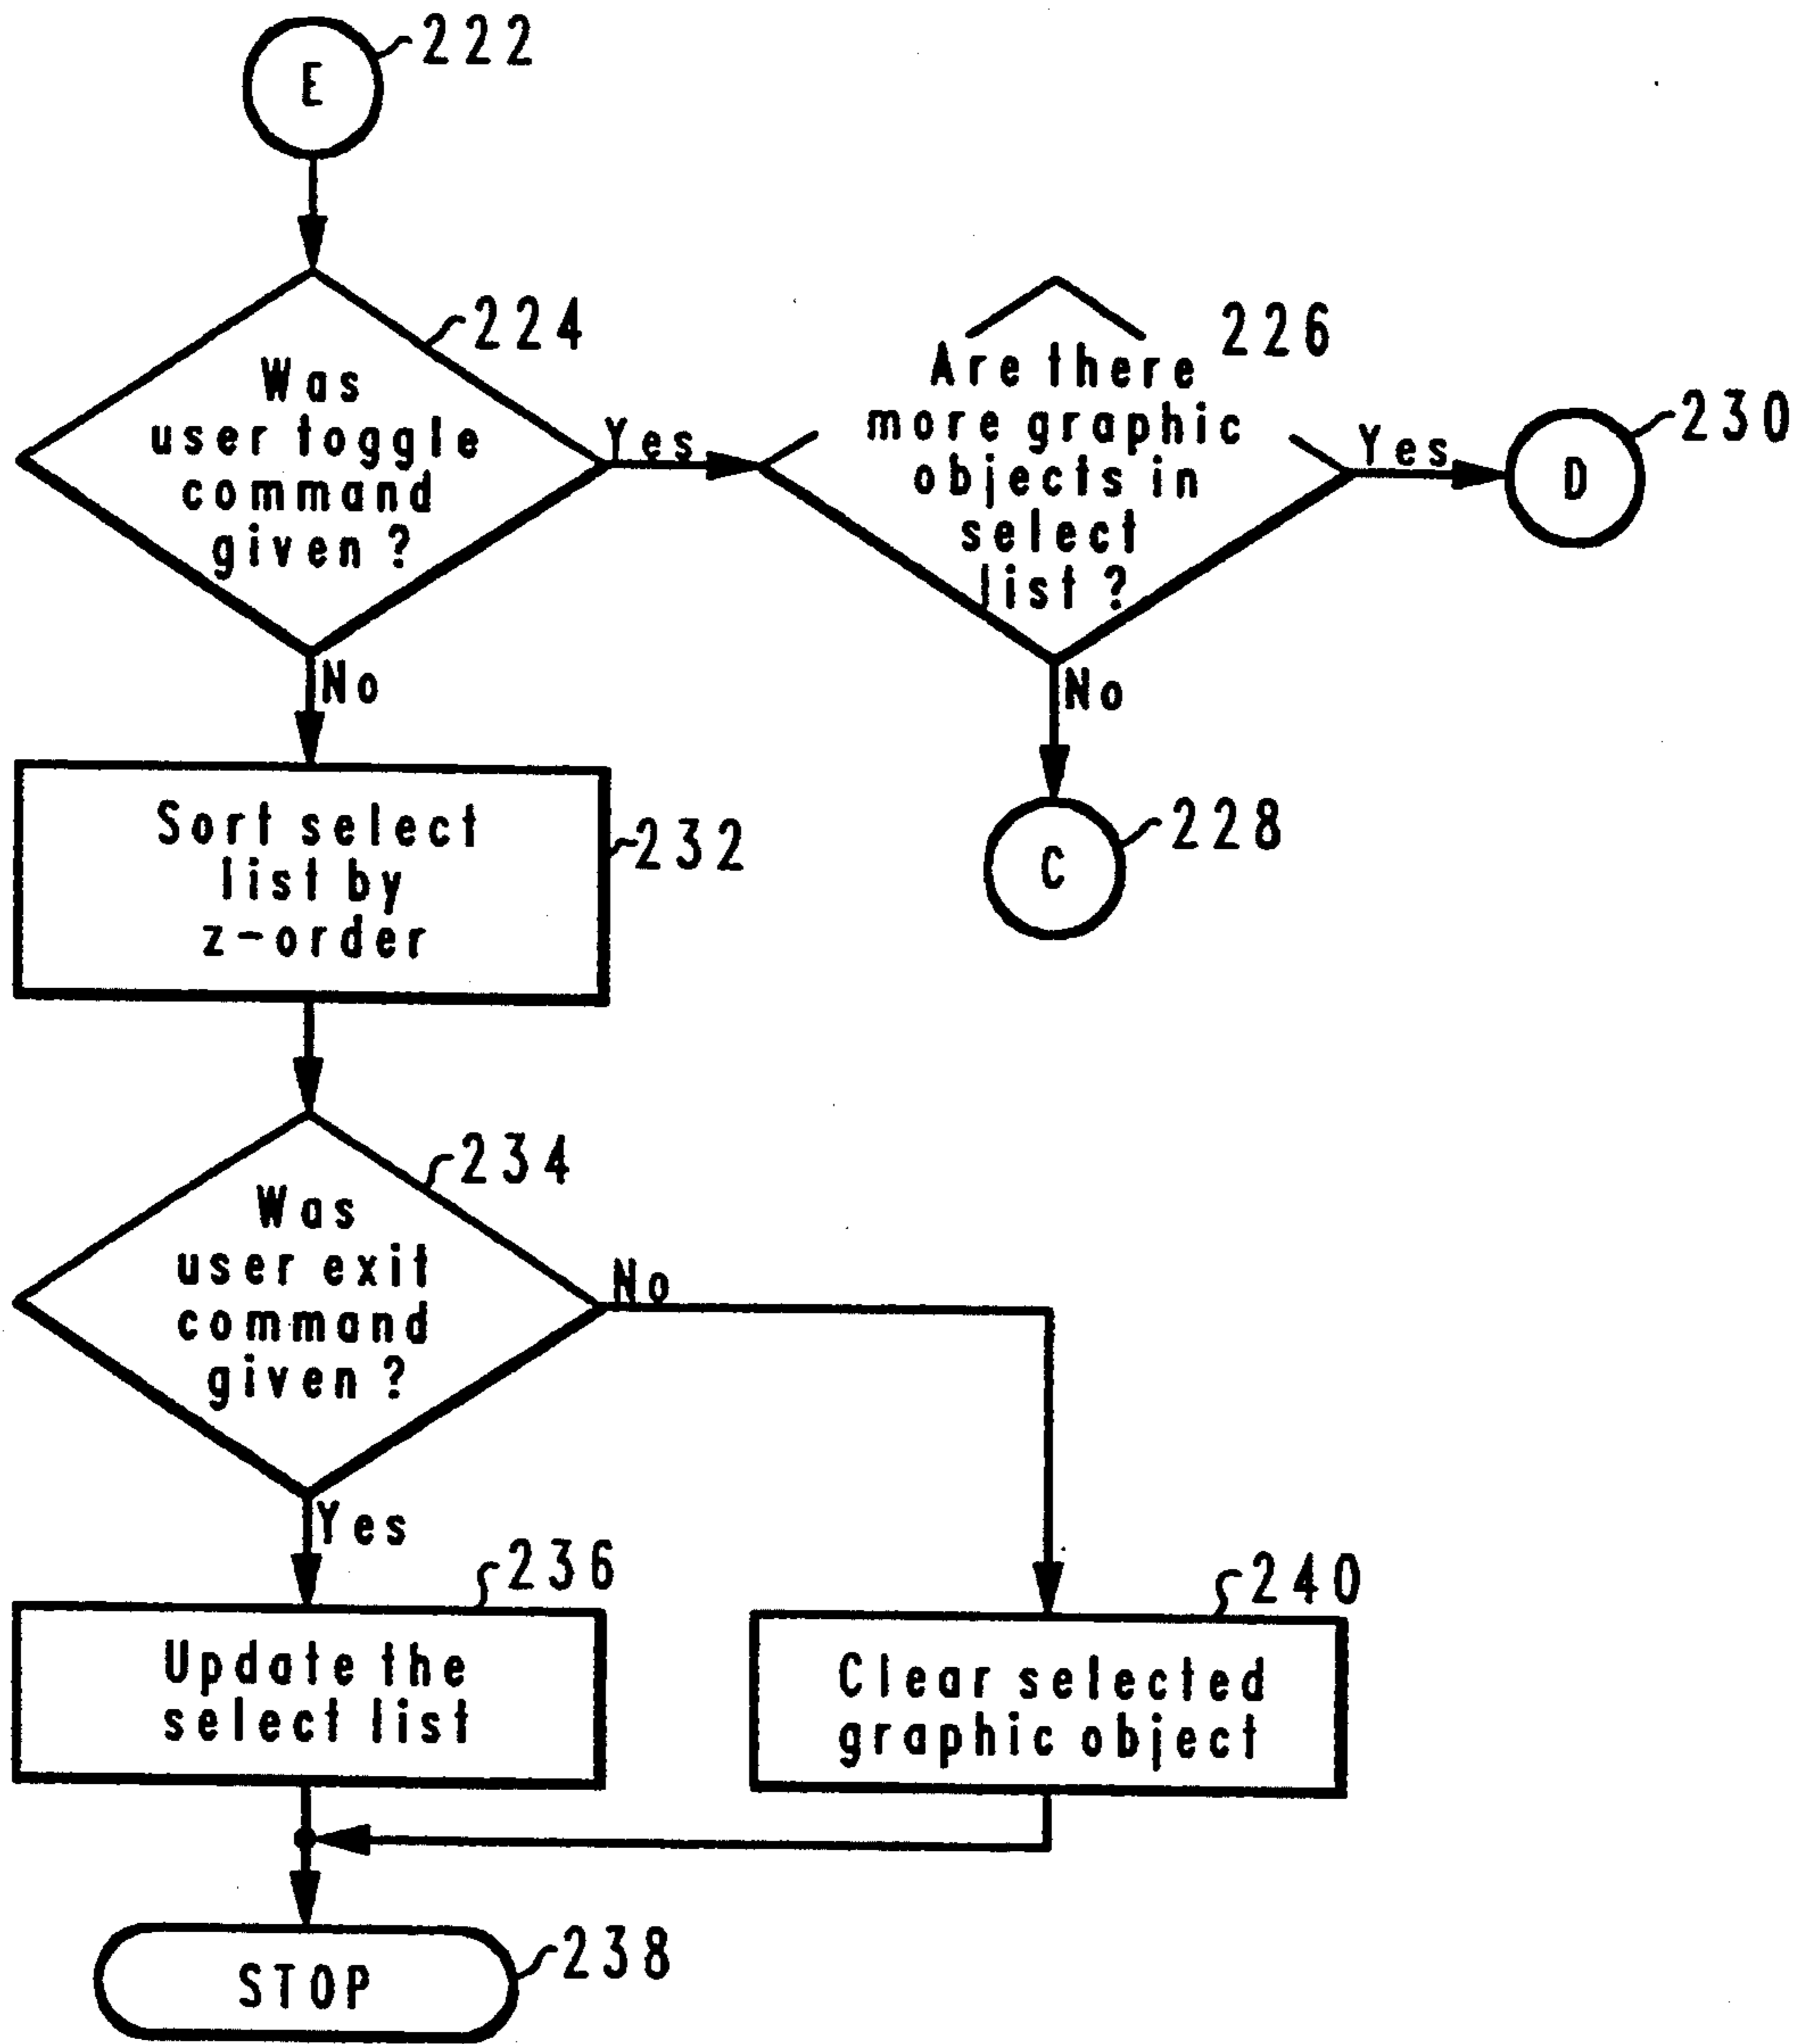 E
222
Was
user toggle
command
given ?
224
Yes
Are there
more graphic
objects in
select
list ?
226
Yes
D
230
No
No
C
228
Sort select
list by
z-order
232
Was
user exit
command
given ?
234
No
Yes
236
Update the
select list
240
Clear selected
graphic object
STOP
238